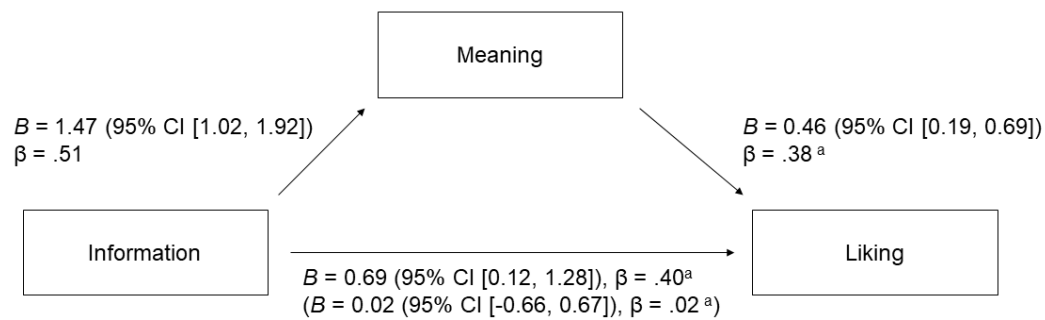 Meaning
B = 1.47 (95% CI [1.02, 1.92])
β = .51
B = 0.46 (95% CI [0.19, 0.69])
β = .38 ᵃ
Information
Liking
B = 0.69 (95% CI [0.12, 1.28]), β = .40ᵃ
(B = 0.02 (95% CI [-0.66, 0.67]), β = .02 ᵃ)